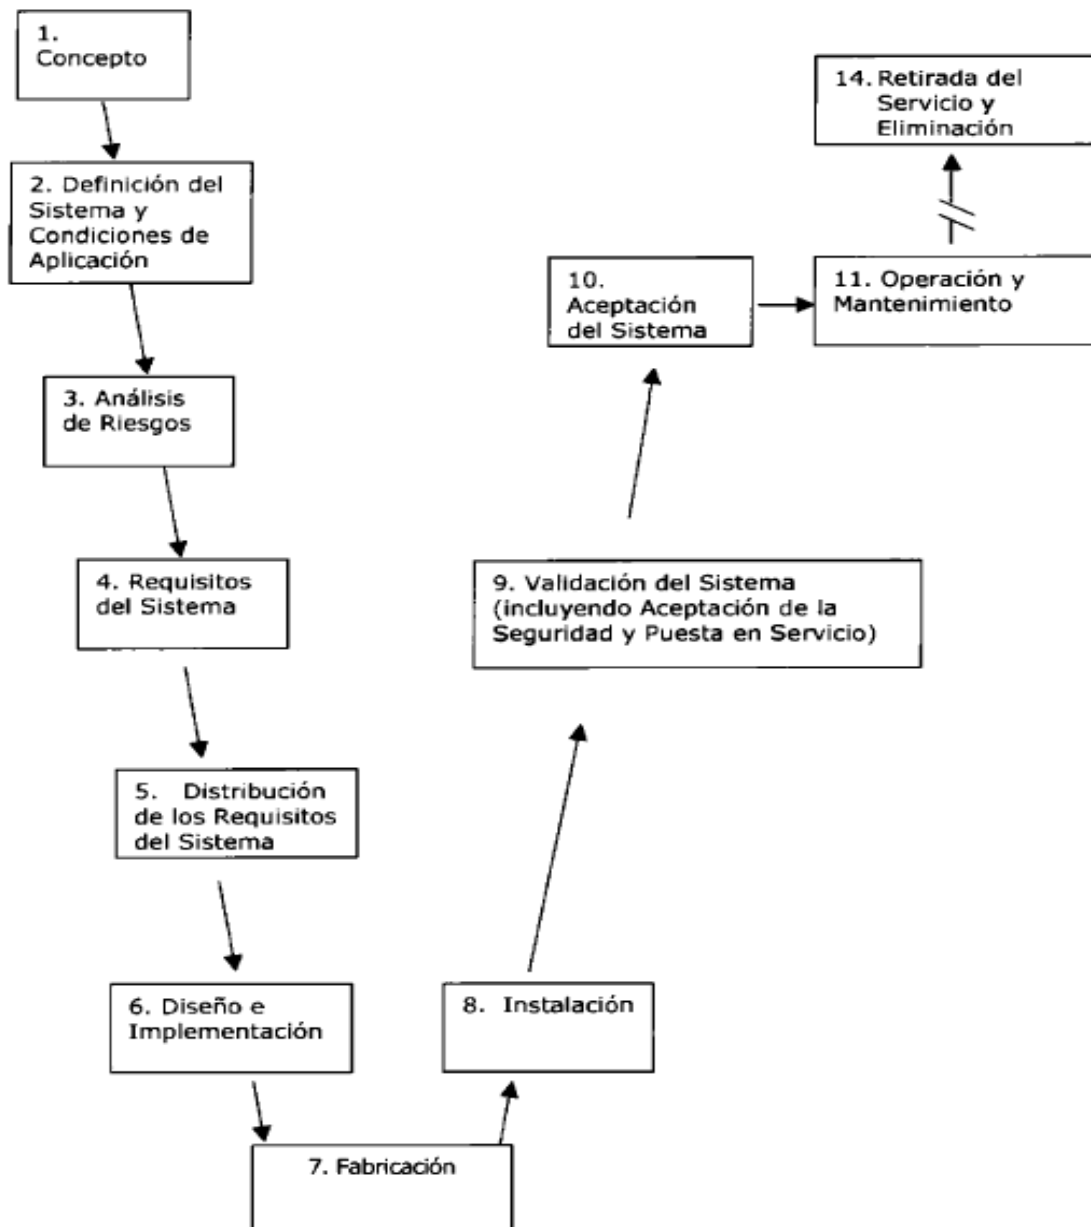 1.
Concepto
2. Definición del
Sistema y
Condiciones de
Aplicación
3. Análisis
de Riesgos
4. Requisitos
del Sistema
5. Distribución
de los Requisitos
del Sistema
6. Diseño e
Implementación
7. Fabricación
8. Instalación
9. Validación del Sistema
(incluyendo Aceptación de la
Seguridad y Puesta en Servicio)
10.
Aceptación
del Sistema
11. Operación y
Mantenimiento
14. Retirada del
Servicio y
Eliminación